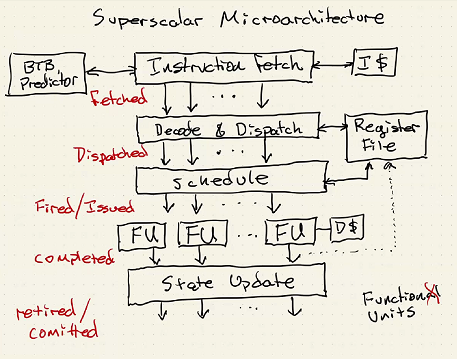 Superscalar Microarchitecture
BTB,
Predictor
Instruction Fetch
I$
Fetched
Decode & Dispatch
Register
File
Dispatched
Schedule
Fired/Issued
FU
FU
FU
D$
Completed
State Update
retired/
comitted
Functional
Units